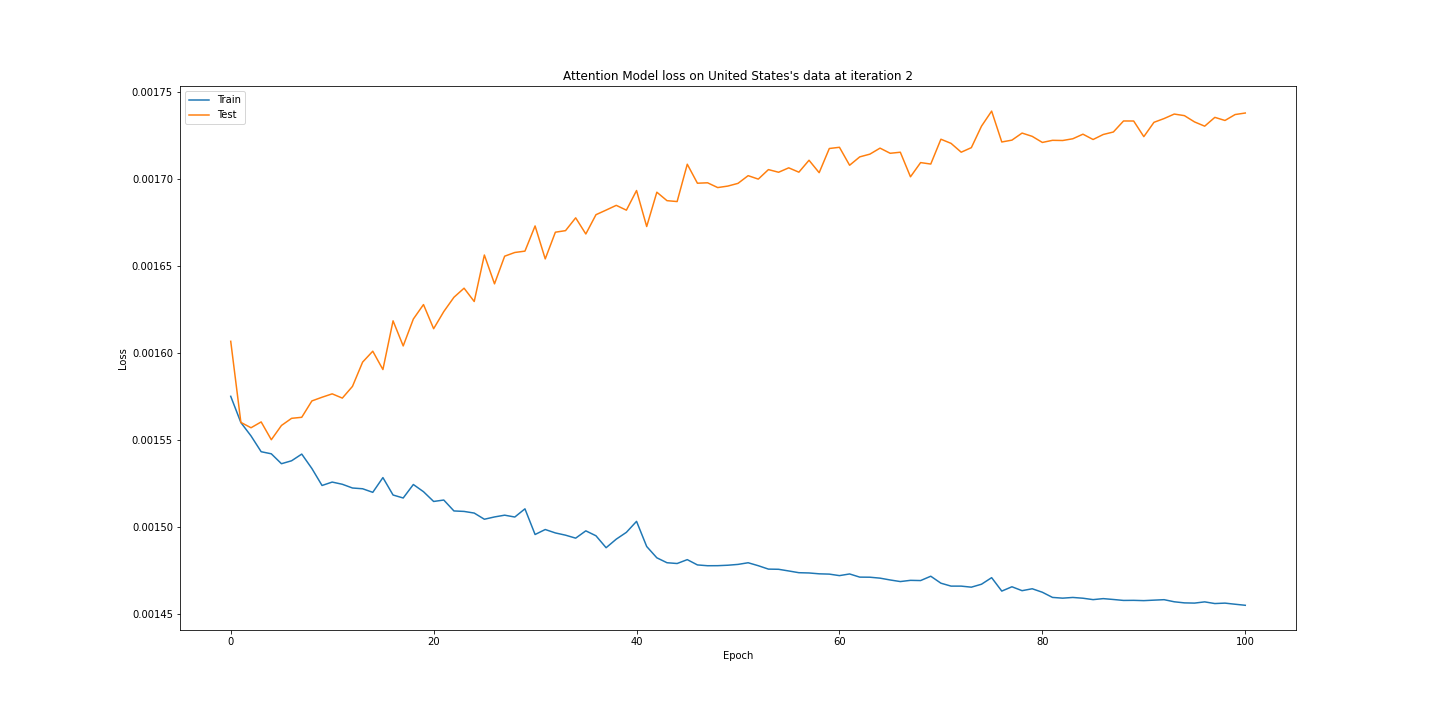 Attention Model loss on United States's data at iteration 2
0.00175
Train
Test
0.00170
0.00165
0.00160
Loss
0.00155
0.00150
0.00145
0 20 40 60 80 100
Epoch